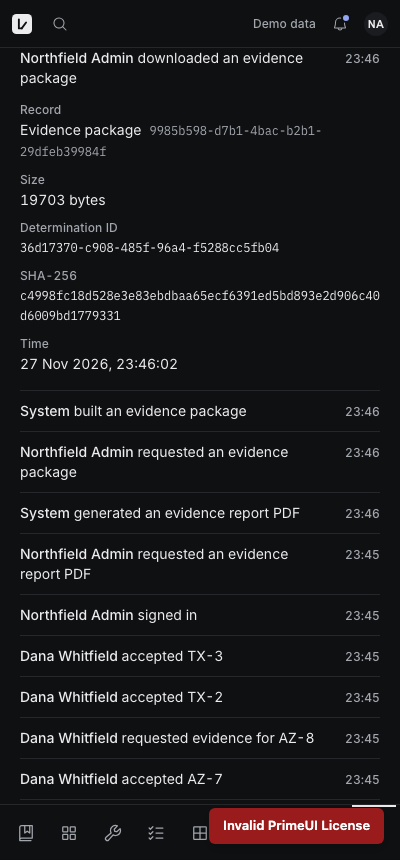 Demo data
NA
Northfield Admin downloaded an evidence 23:46
package
Record
Evidence package 9985b598-d7b1-4bac-b2b1-
29dfeb39984f
Size
19703 bytes
Determination ID
36d17370-c908-485f-96a4-f5288cc5fb04
SHA-256
c4998fc18d528e3e83ebdbaa65ecf6391ed5bd893e2d906c40
d6009bd1779331
Time
27 Nov 2026, 23:46:02
System built an evidence package 23:46
Northfield Admin requested an evidence 23:46
package
System generated an evidence report PDF 23:46
Northfield Admin requested an evidence 23:45
report PDF
Northfield Admin signed in 23:45
Dana Whitfield accepted TX-3 23:45
Dana Whitfield accepted TX-2 23:45
Dana Whitfield requested evidence for AZ-8 23:45
Dana Whitfield accepted AZ-7 23:45
Invalid PrimeUI License